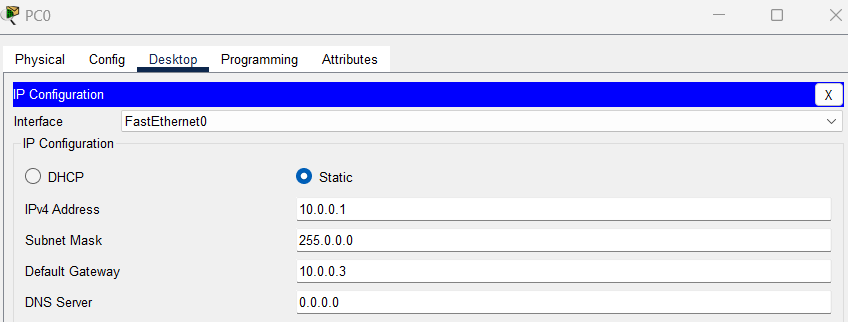 PC0
Physical Config Desktop Programming Attributes
IP Configuration X
Interface FastEthernet0
IP Configuration
DHCP Static
IPv4 Address 10.0.0.1
Subnet Mask 255.0.0.0
Default Gateway 10.0.0.3
DNS Server 0.0.0.0